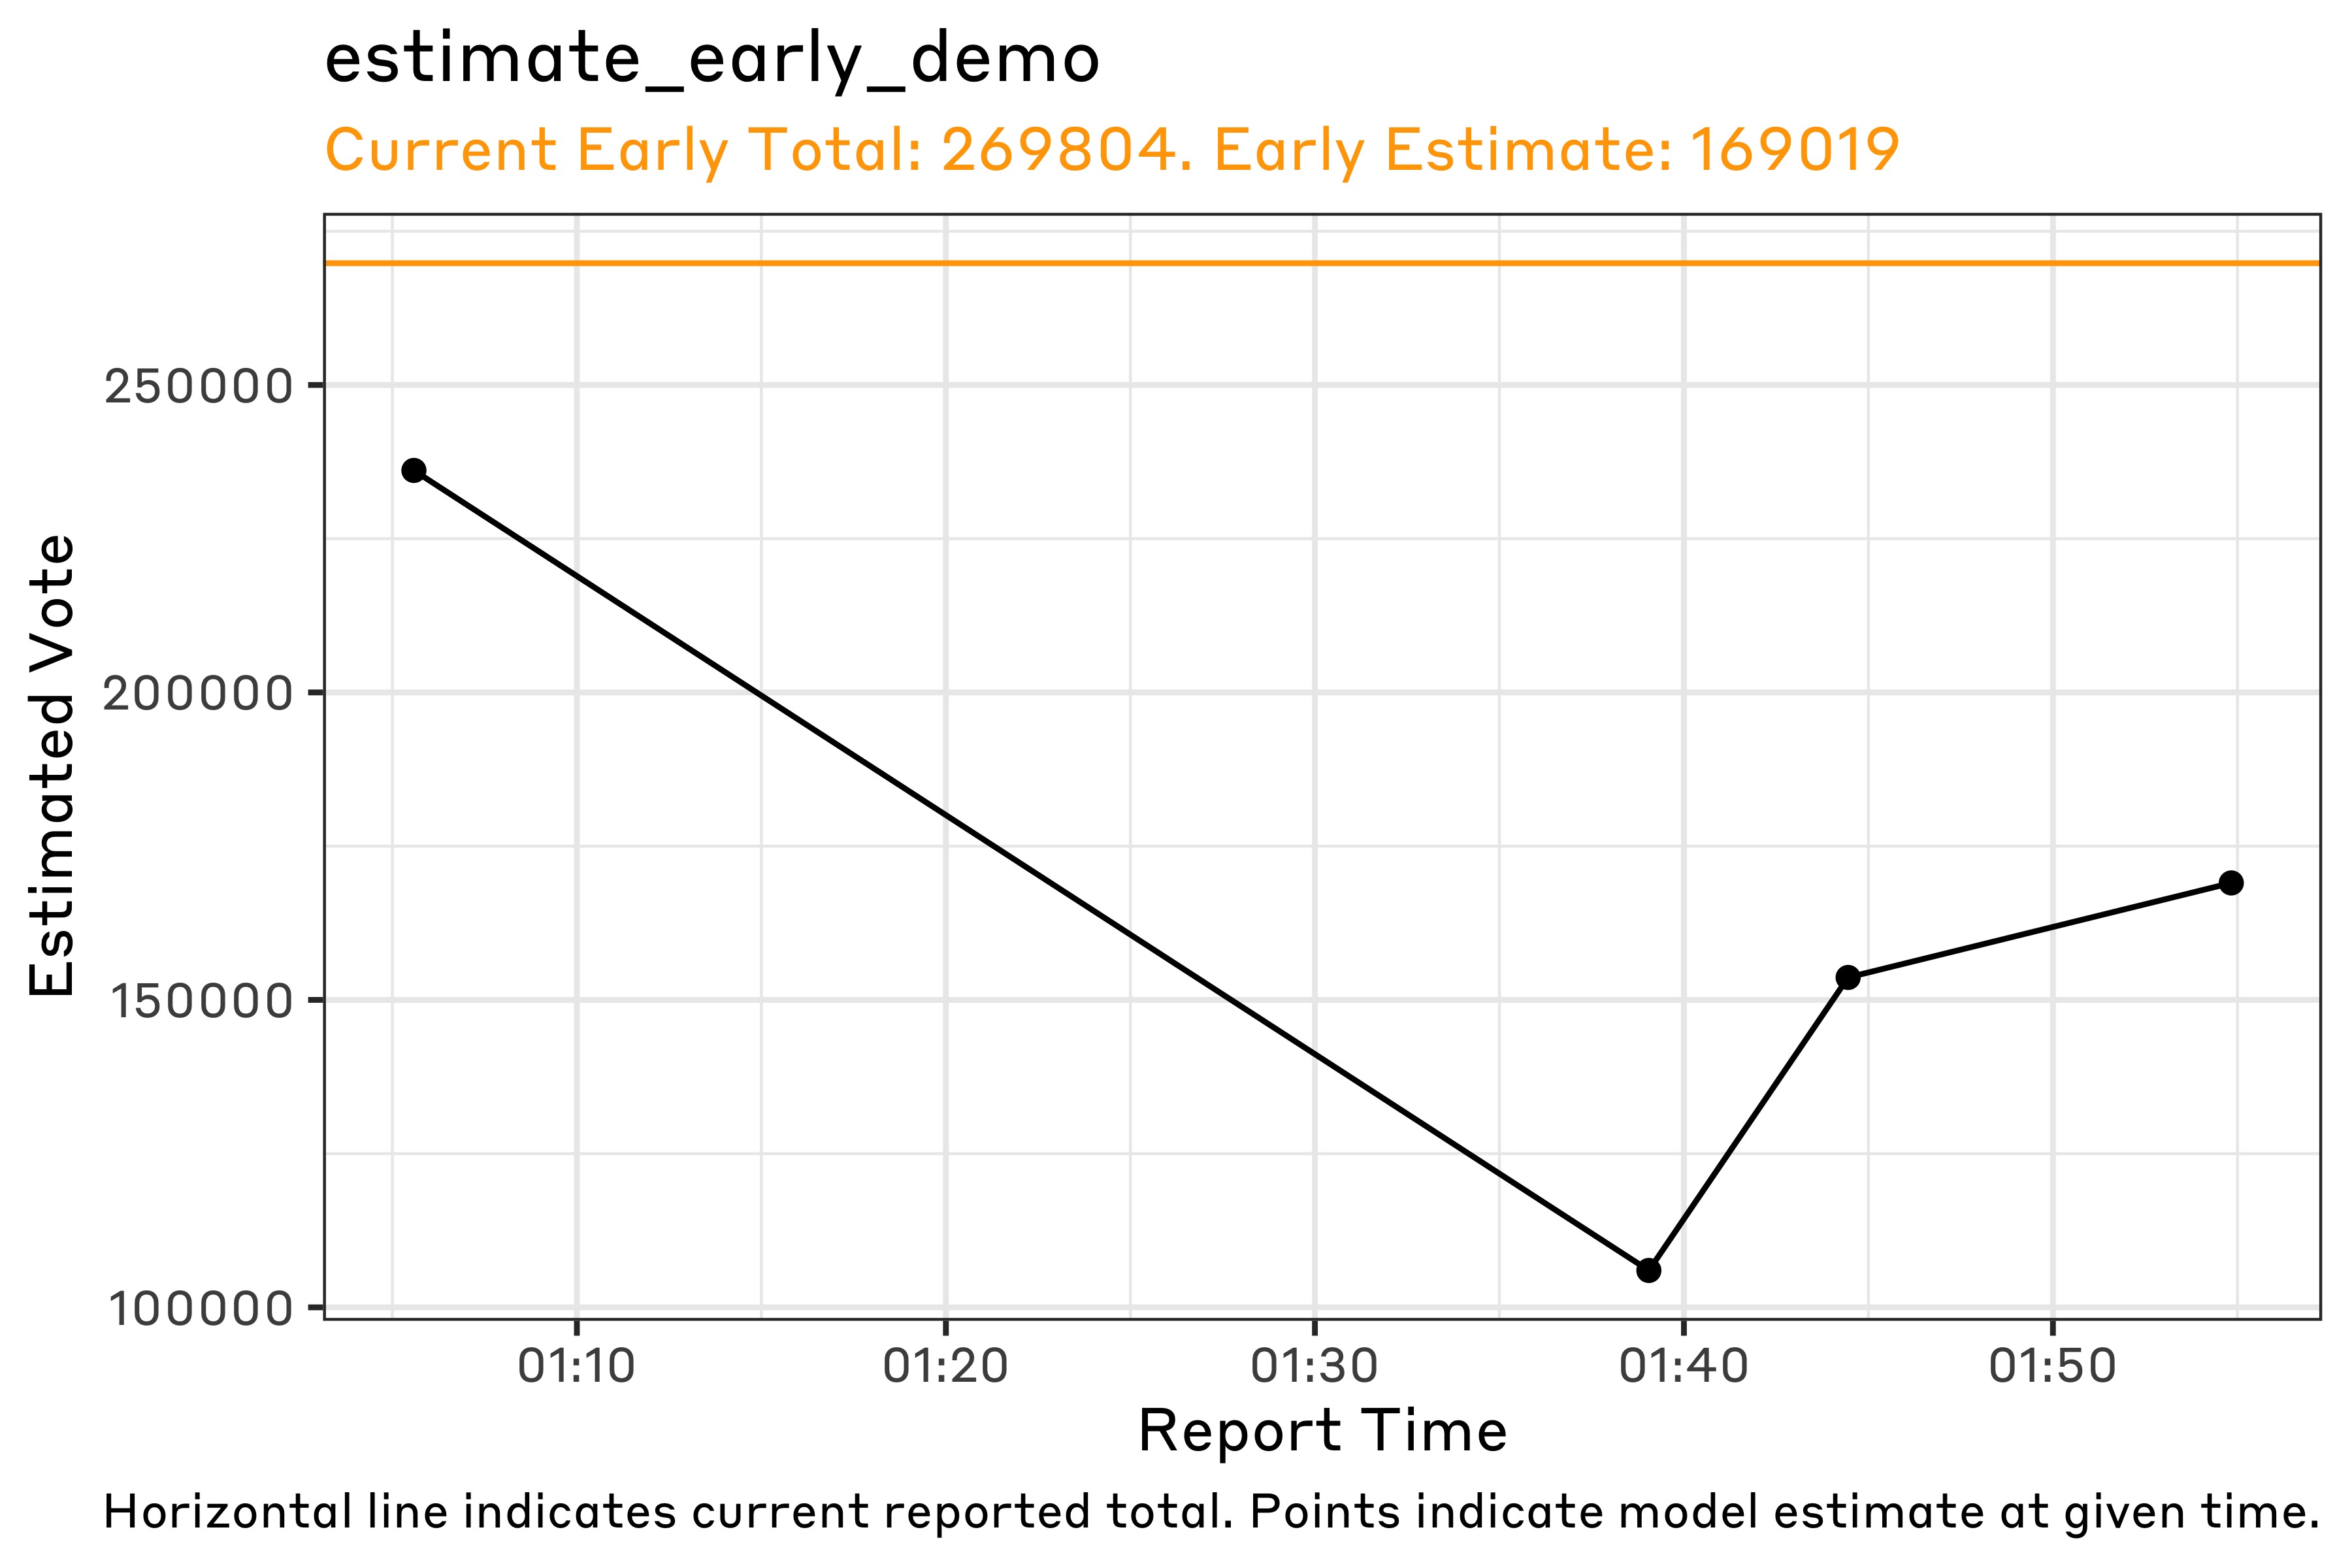 estimate_early_demo
Current Early Total: 269804. Early Estimate: 169019
Estimated Vote
250000
200000
150000
100000
01:10 01:20 01:30 01:40 01:50
Report Time
Horizontal line indicates current reported total. Points indicate model estimate at given time.